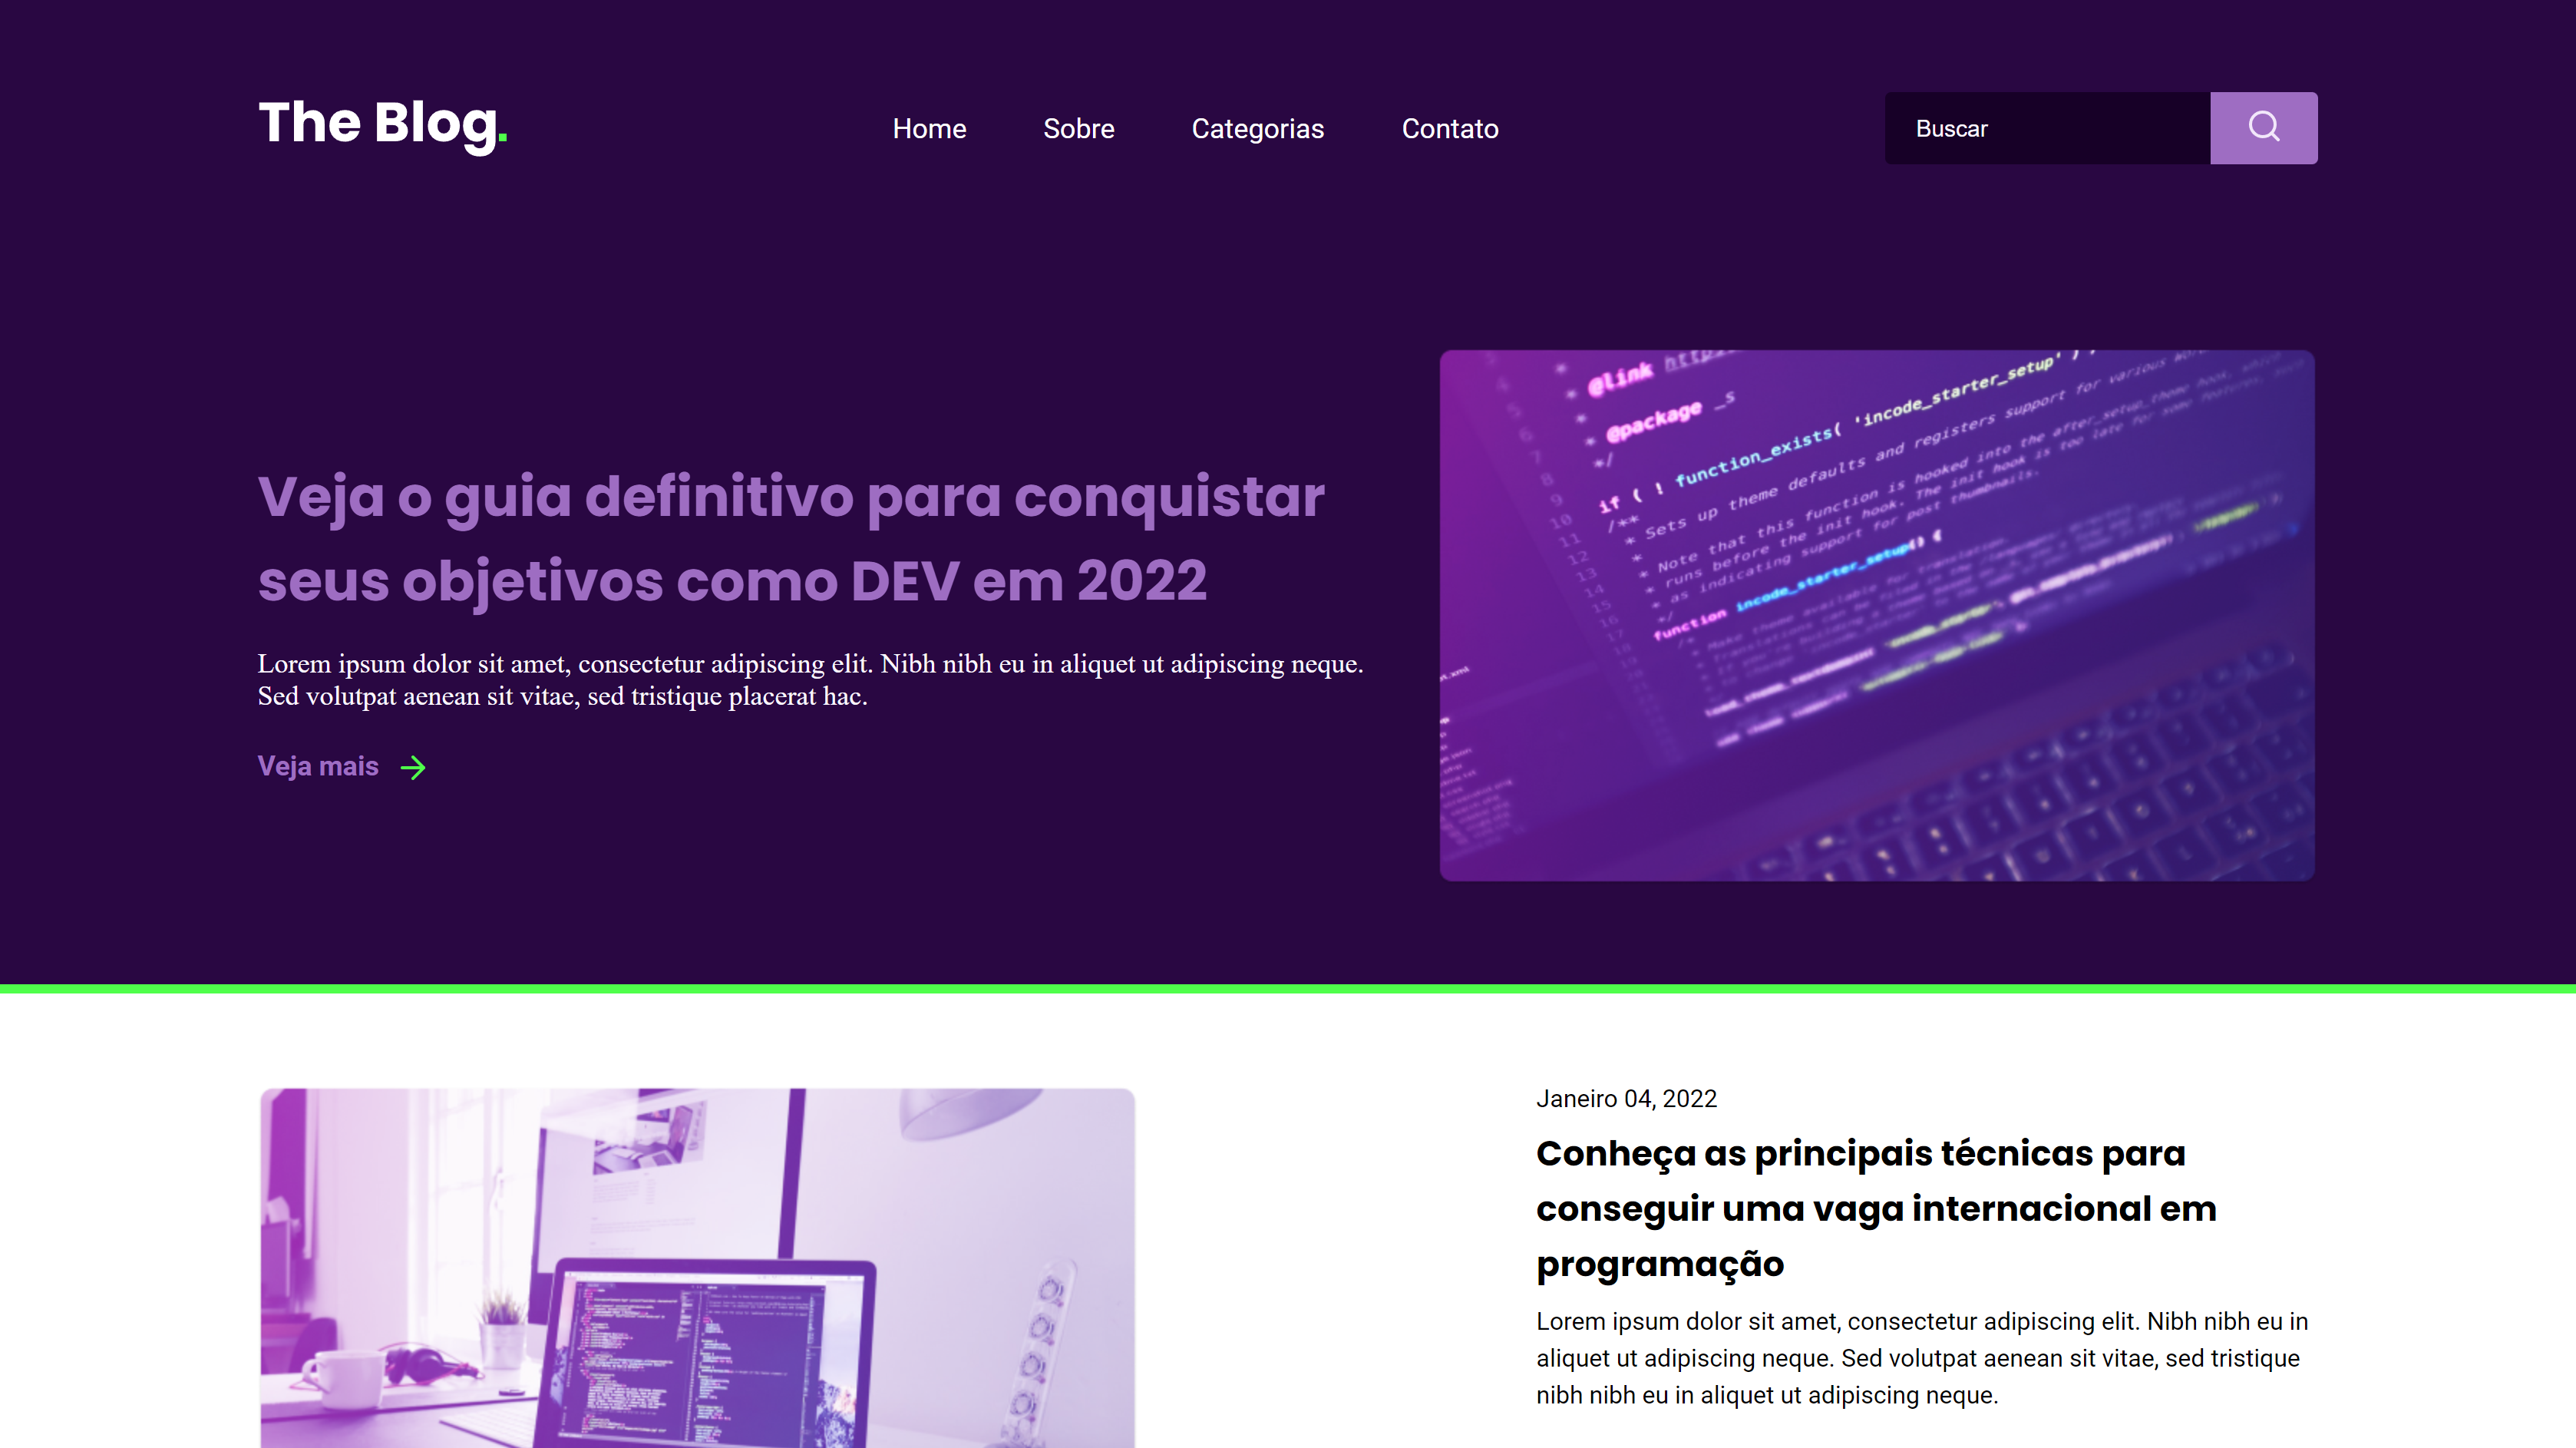 The Blog.
Home Sobre Categorias Contato
Buscar
Veja o guia definitivo para conquistar
seus objetivos como DEV em 2022
Lorem ipsum dolor sit amet, consectetur adipiscing elit. Nibh nibh eu in aliquet ut adipiscing neque.
Sed volutpat aenean sit vitae, sed tristique placerat hac.
Veja mais
* @link
*
* @package _s
*/
if ( ! function_exists( 'incode_starter_setup' ) )
/**
* Sets up theme defaults and registers support for various
*
* Note that this function is hooked into the after_setup_theme hook, which
* runs before the init hook. The init hook is too late for some features, such
* as indicating support for post thumbnails.
*/
function incode_starter_setup() {
Janeiro 04, 2022
Conheça as principais técnicas para
conseguir uma vaga internacional em
programação
Lorem ipsum dolor sit amet, consectetur adipiscing elit. Nibh nibh eu in
aliquet ut adipiscing neque. Sed volutpat aenean sit vitae, sed tristique
nibh nibh eu in aliquet ut adipiscing neque.